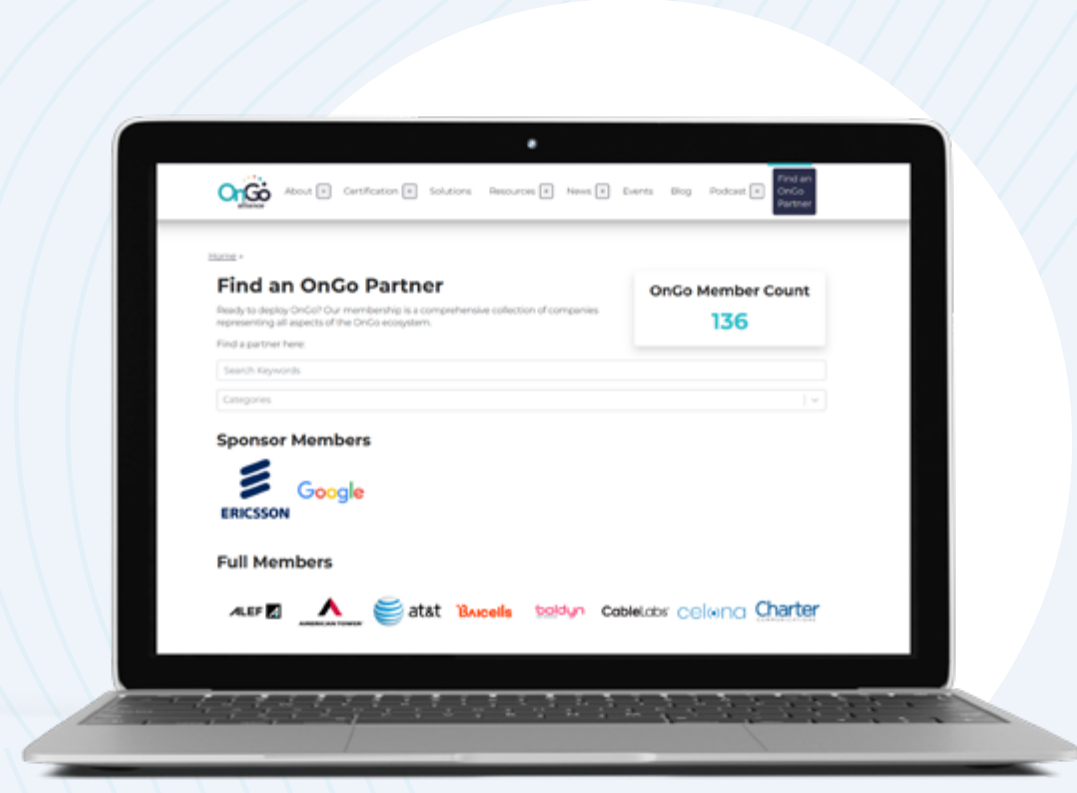 OnGo
alliance
About
Certification
Solutions
Resources
News
Events
Blog
Podcast
Find an
OnGo
Partner
Home »
Find an OnGo Partner
Ready to deploy OnGo? Our membership is a comprehensive collection of companies
representing all aspects of the OnGo ecosystem.
Find a partner here:
OnGo Member Count
136
Search Keywords
Categories
Sponsor Members
ERICSSON
Google
Full Members
ALEF
AMERICAN TOWER
at&t
BAicells
boldyn
CableLabs
celona
Charter
COMMUNICATIONS